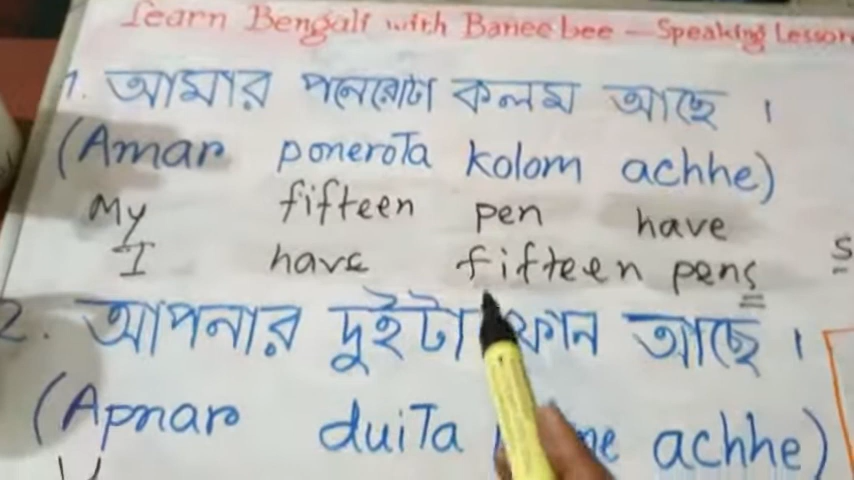 Learn Bengali with Baneebee - Speaking Lesson
1. আমার পনেরোটা কলম আছে ।
(Amar ponerota kolom achhe)
My fifteen pen have
I have fifteen pens
2. আপনার দুইটা আছে ।
(Apnar duita achhe)